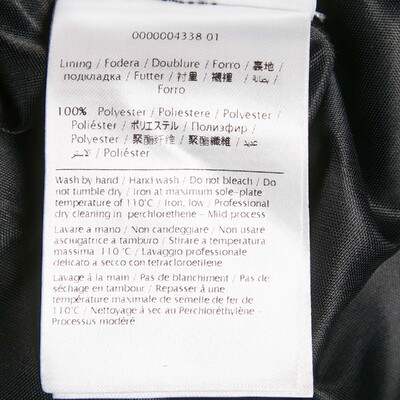 0000004338 01
Lining / Fodera / Doublure / Forro / 裏地 /
подкладка / Futter / 衬里 / 襯裡 / بطانة /
Forro
100% Polyester / Poliestere / Polyester /
Poliéster / ポリエステル / Полиэфир /
Polyester / 聚酯纤维 / 聚酯纖維 /
/ Poliéster
Wash by hand / Hand wash / Do not bleach / Do
not tumble dry / Iron at maximum sole-plate
temperature of 110°C / Iron, low / Professional
dry cleaning in perchlorethene - Mild process
Lavare a mano / Non candeggiare / Non usare
asciugatrice a tamburo / Stirare a temperatura
massima 110°C / Lavaggio professionale
delicato a secco con tetracloroetilene
Lavage à la main / Pas de blanchiment / Pas de
séchage en tambour / Repasser à une
température maximale de semelle de fer de
110°C / Nettoyage à sec au Perchloréthylène -
Processus modéré